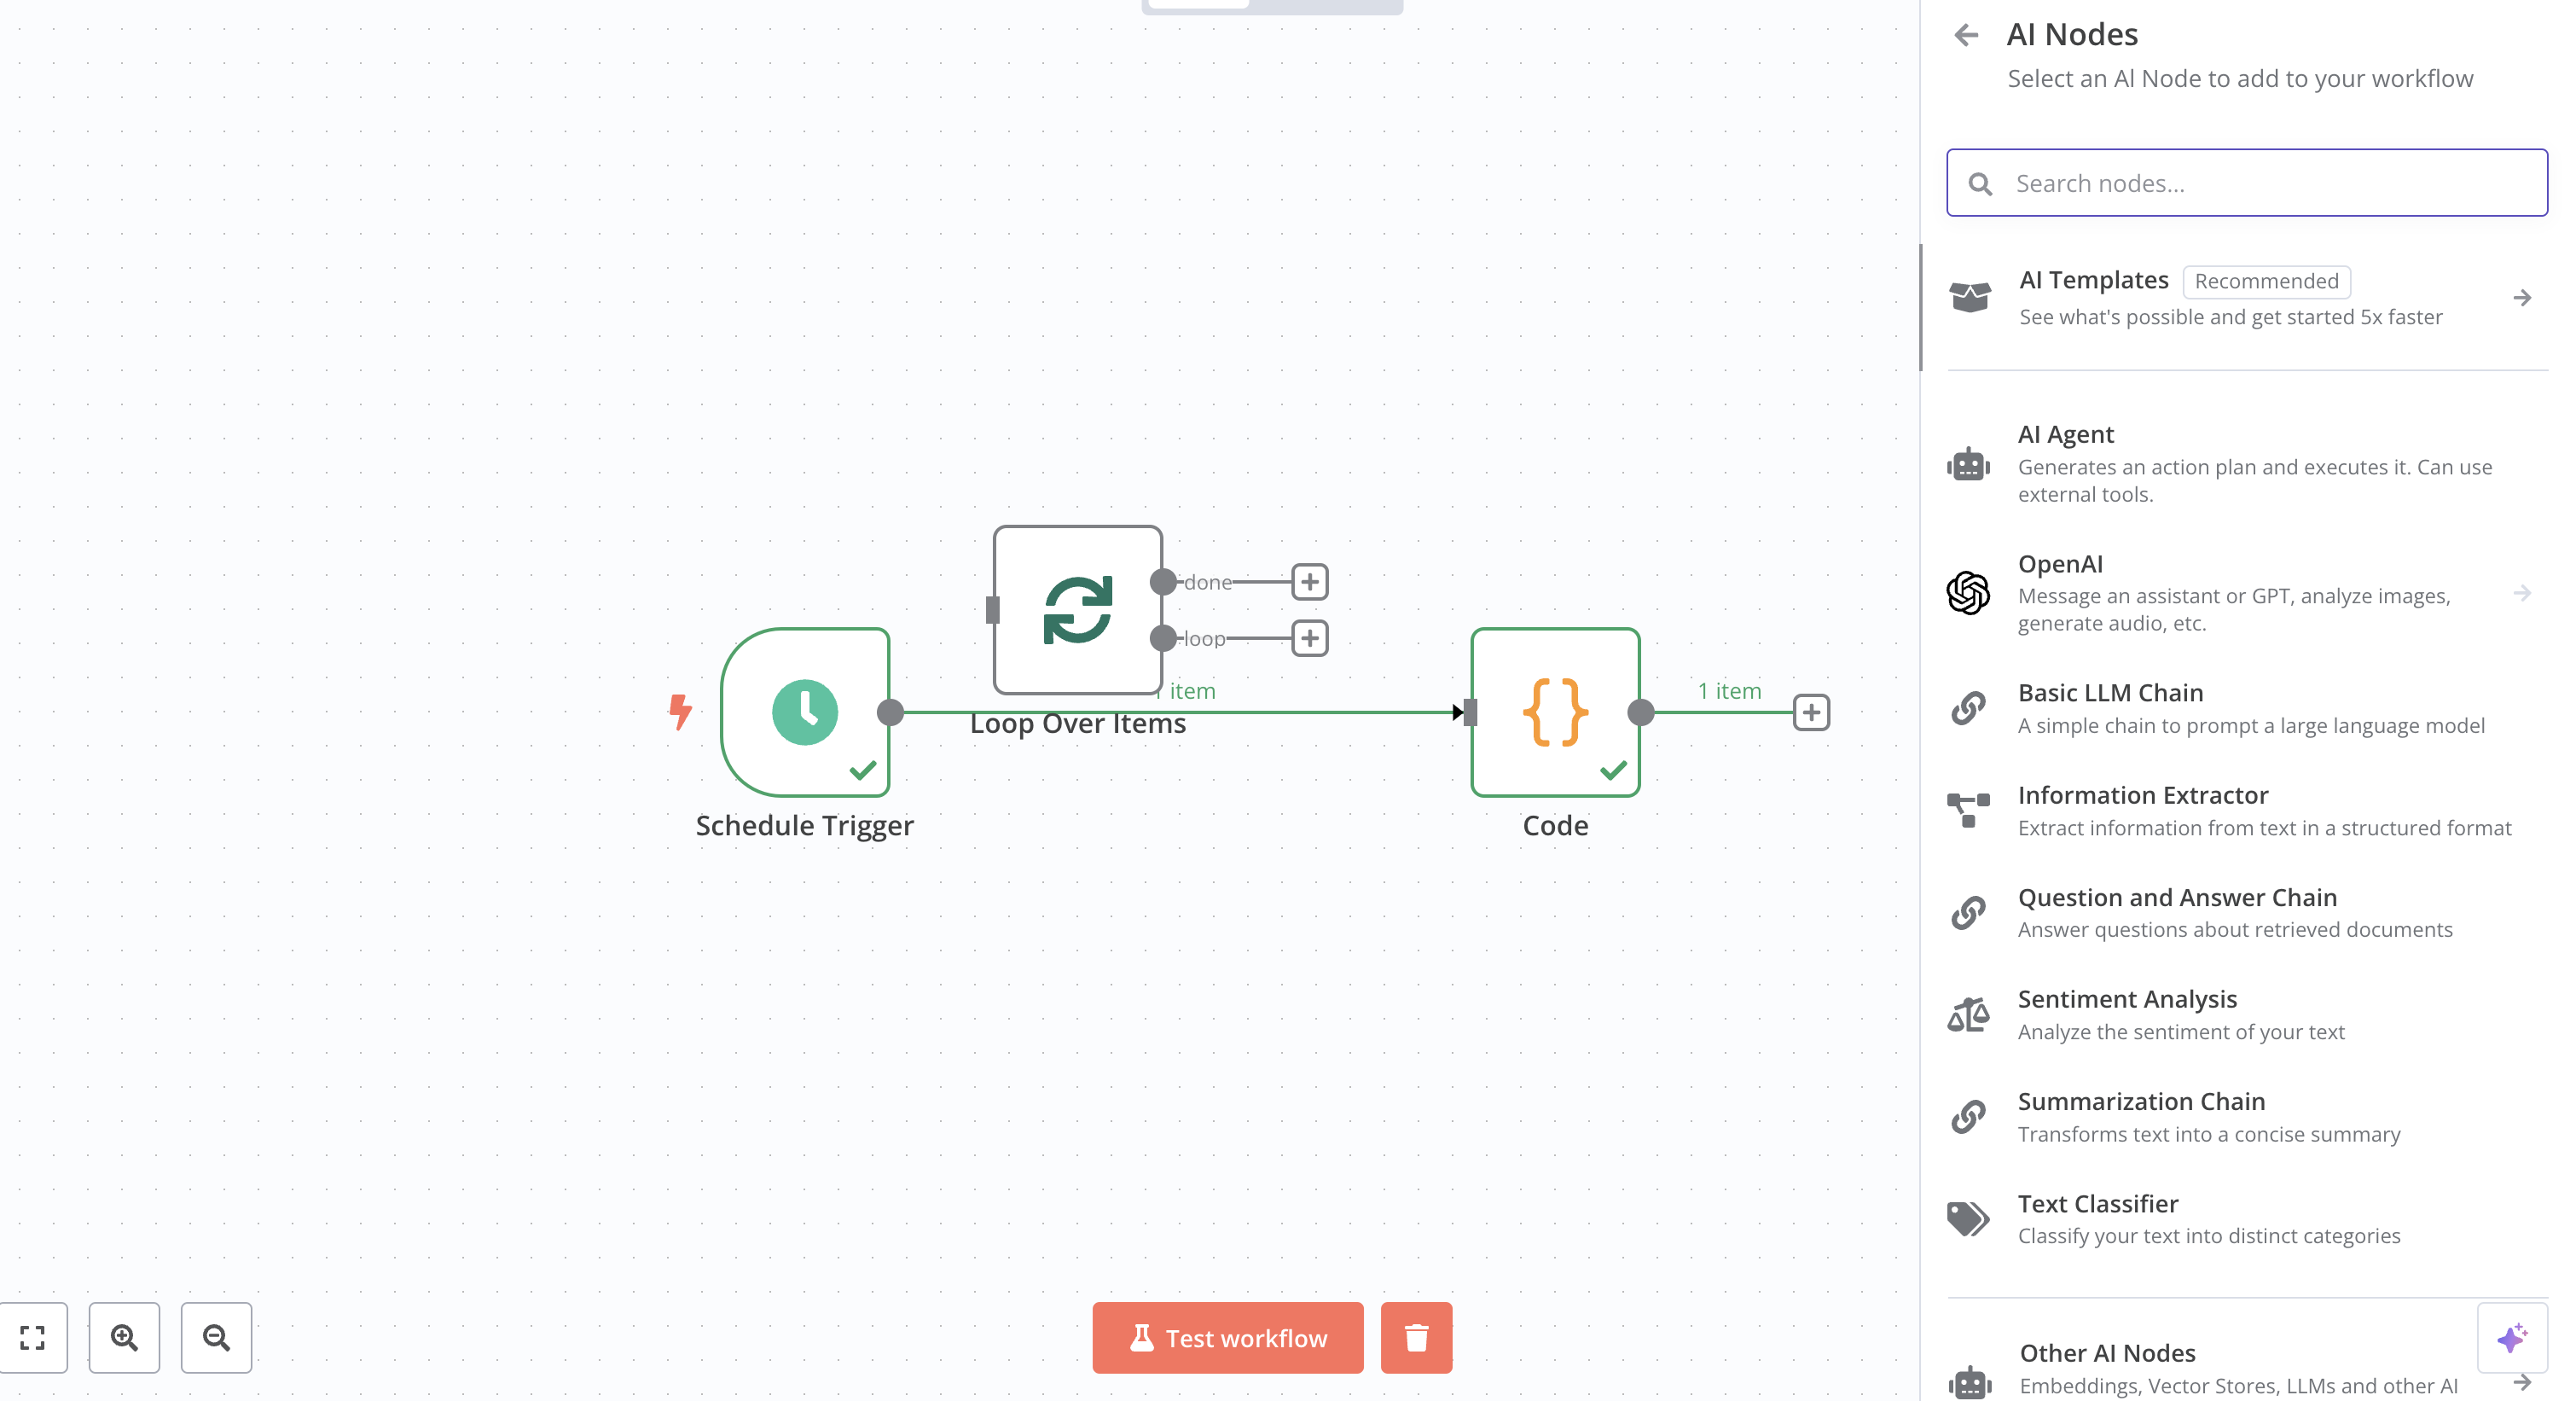 AI Nodes
Select an AI Node to add to your workflow
Search nodes...
AI Templates Recommended
See what's possible and get started 5x faster
AI Agent
Generates an action plan and executes it. Can use
external tools.
OpenAI
Message an assistant or GPT, analyze images,
generate audio, etc.
Basic LLM Chain
A simple chain to prompt a large language model
Information Extractor
Extract information from text in a structured format
Question and Answer Chain
Answer questions about retrieved documents
Sentiment Analysis
Analyze the sentiment of your text
Summarization Chain
Transforms text into a concise summary
Text Classifier
Classify your text into distinct categories
Other AI Nodes
Embeddings, Vector Stores, LLMs and other AI
done
loop
1 item
1 item
Loop Over Items
Schedule Trigger
Code
Test workflow